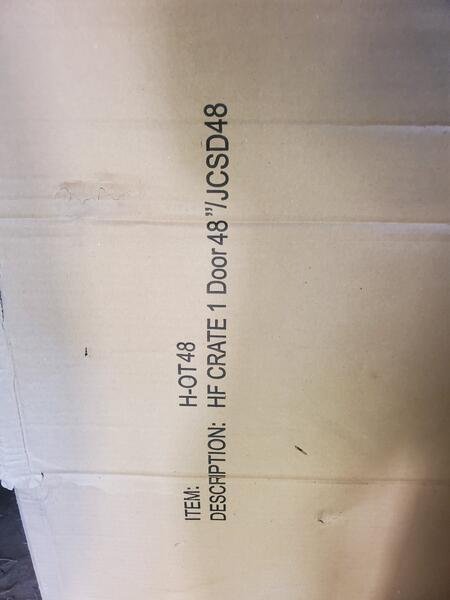 ITEM: H-OT48
DESCRIPTION: HF CRATE 1 Door 48”/JCSD48